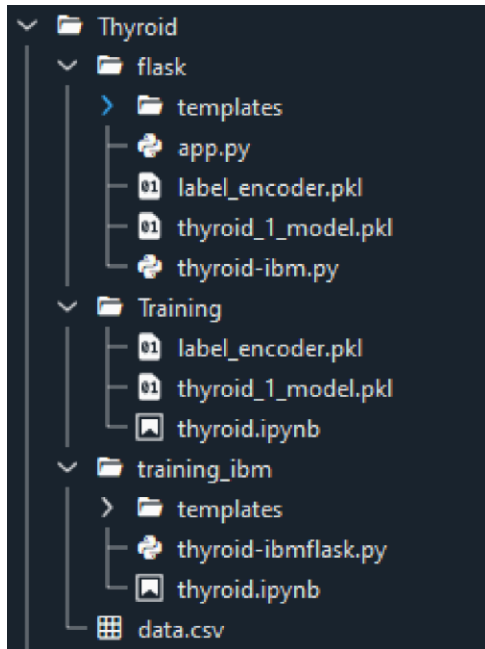 Thyroid
flask
templates
app.py
label_encoder.pkl
thyroid_1_model.pkl
thyroid-ibm.py
Training
label_encoder.pkl
thyroid_1_model.pkl
thyroid.ipynb
training_ibm
templates
thyroid-ibmflask.py
thyroid.ipynb
data.csv